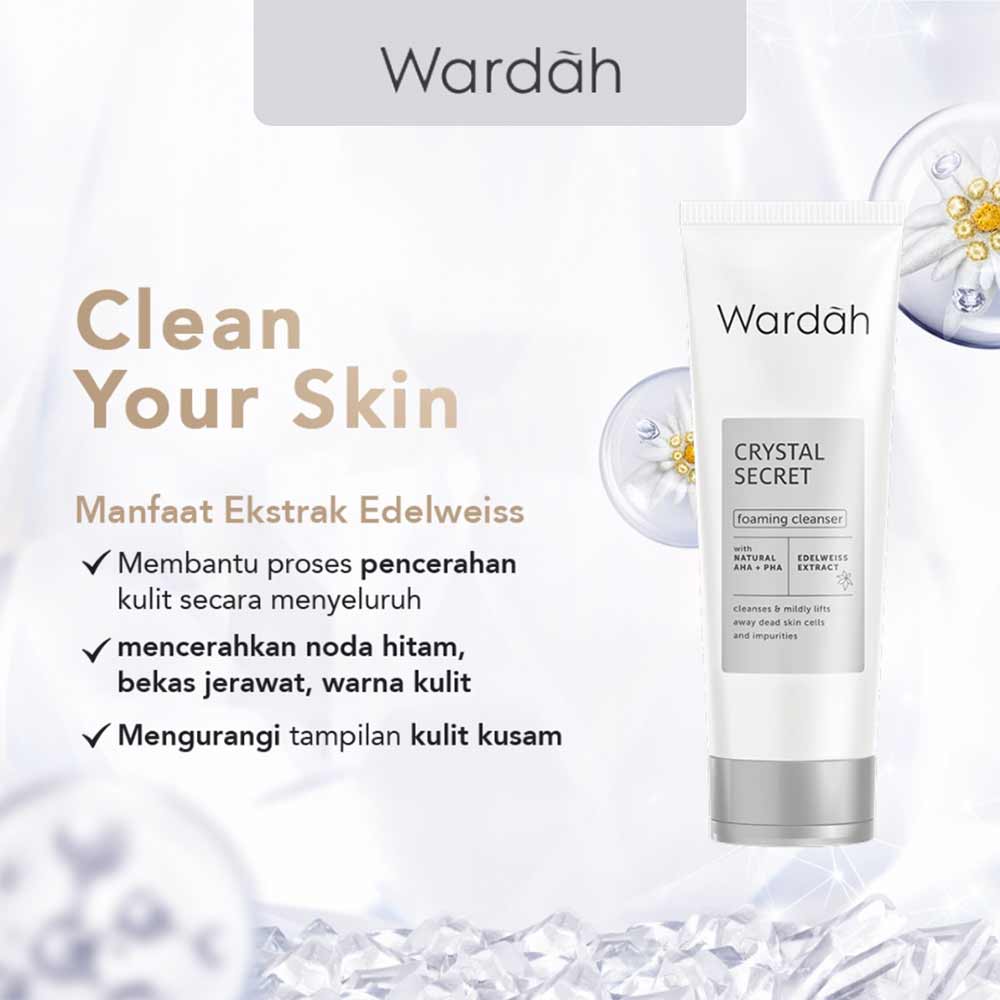 Wardãh
Clean
Your Skin
Manfaat Ekstrak Edelweiss
Membantu proses pencerahan
kulit secara menyeluruh
mencerahkan noda hitam,
bekas jerawat, warna kulit
Mengurangi tampilan kulit kusam
Wardãh
CRYSTAL
SECRET
foaming cleanser
with
NATURAL
AHA + PHA
EDELWEISS
EXTRACT
cleanses & mildly lifts
away dead skin cells
and impurities